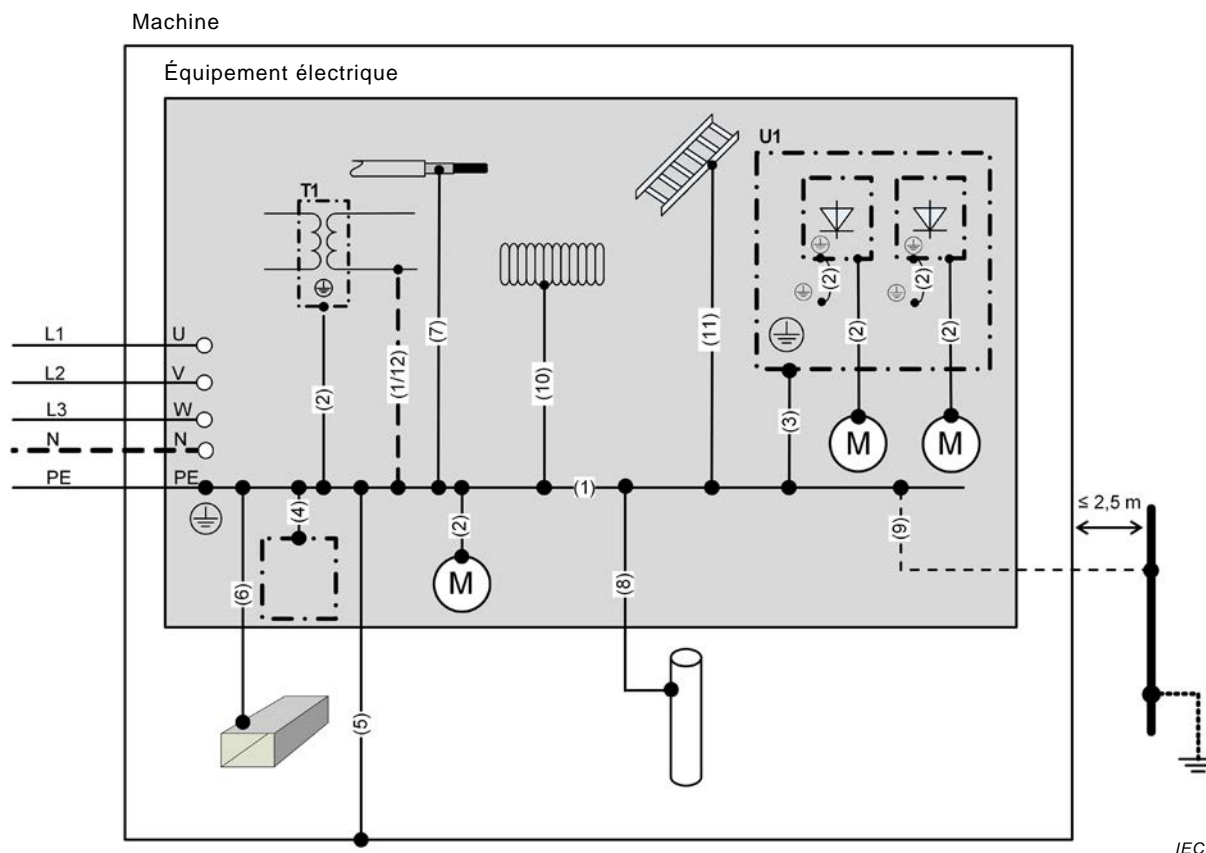 Machine
Équipement électrique
U1
T1
(2)
(2)
(7)
(11)
(2)
(2)
L1 U
(10)
(1/12)
L2 V
(2)
(3)
L3 W
M
M
N N
PE PE
(1)
≤ 2,5 m
(4)
(2)
(9)
(6)
M
(8)
(5)
IEC